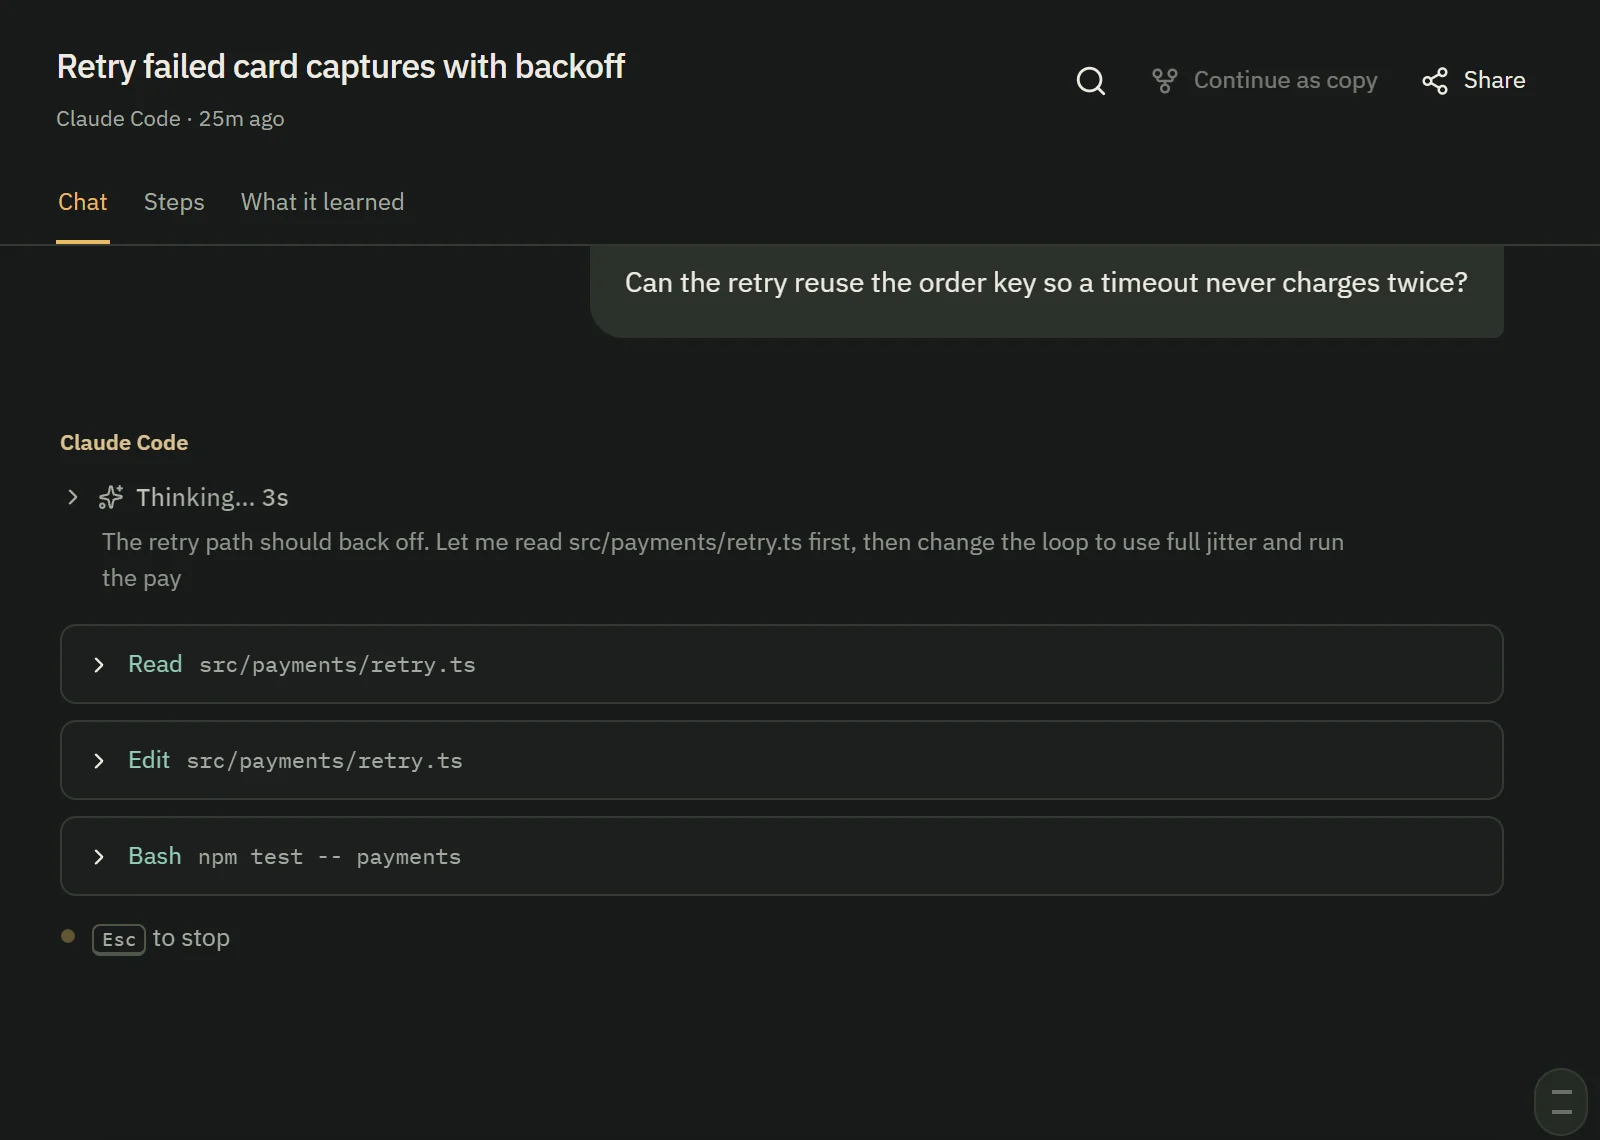 Retry failed card captures with backoff
Claude Code · 25m ago
Continue as copy
Share
Chat
Steps
What it learned
Can the retry reuse the order key so a timeout never charges twice?
Claude Code
Thinking... 3s
The retry path should back off. Let me read src/payments/retry.ts first, then change the loop to use full jitter and run
the pay
Read src/payments/retry.ts
Edit src/payments/retry.ts
Bash npm test -- payments
Esc to stop